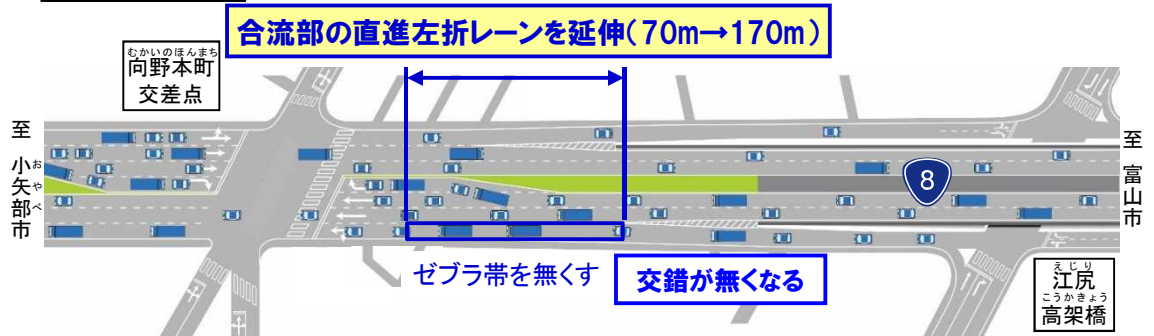 合流部の直進左折レーンを延伸(70m→170m)
むかいのほんまち
向野本町
交差点
至 小矢部市
おやべ
8
至 富山市
ゼブラ帯を無くす
交錯が無くなる
えじり
江尻
こうかきょう
高架橋